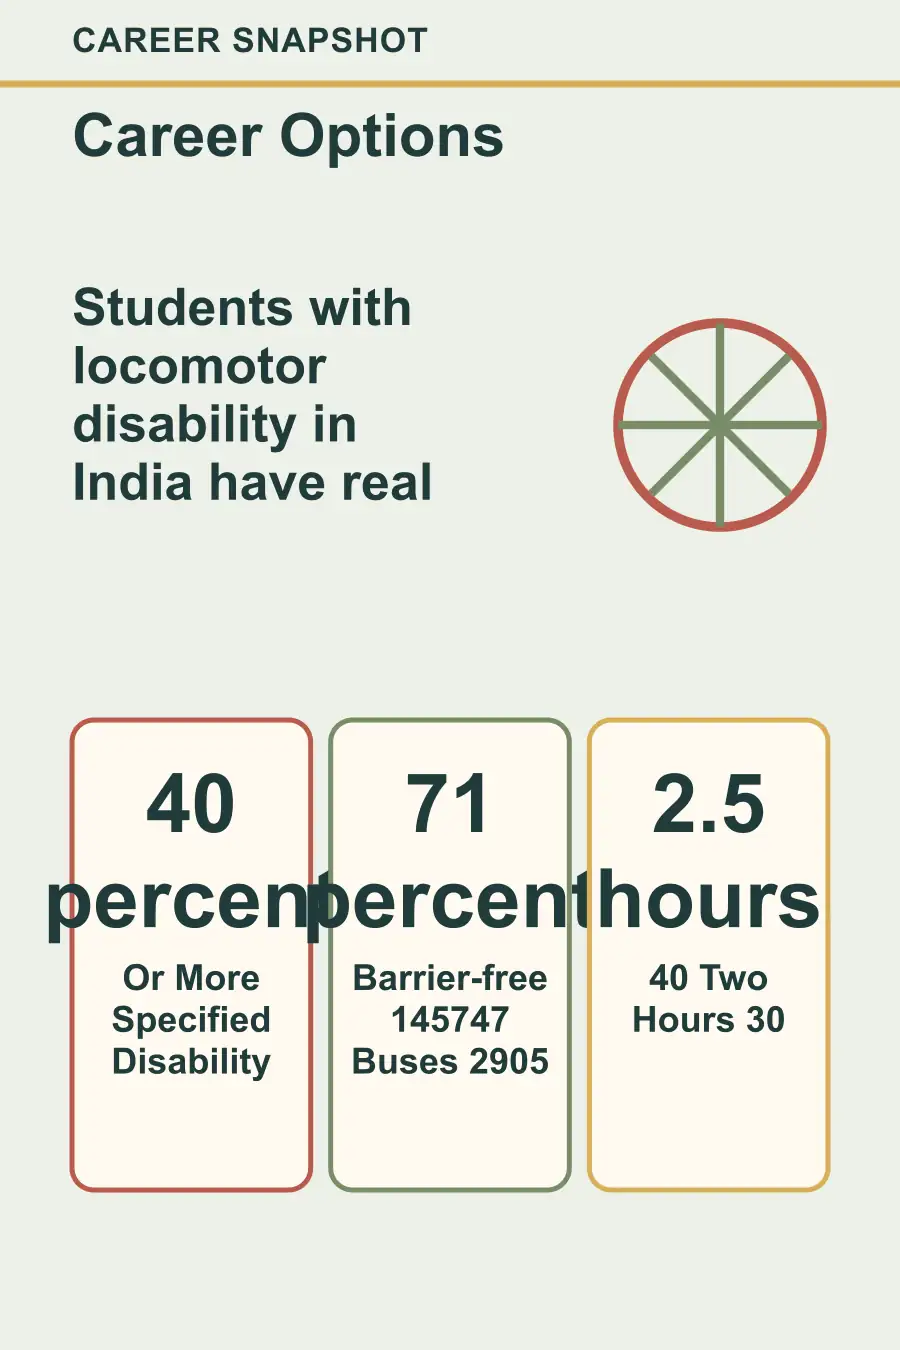 CAREER SNAPSHOT
Career Options
Students with
locomotor
disability in
India have real
40
percent
Or More
Specified
Disability
71
percent
Barrier-free
145747
Buses 2905
2.5
hours
40 Two
Hours 30